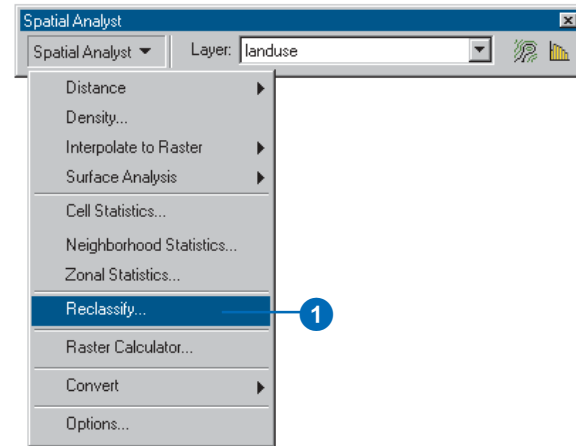 Spatial Analyst
Spatial Analyst Layer: landuse
Distance
Density...
Interpolate to Raster
Surface Analysis
Cell Statistics...
Neighborhood Statistics...
Zonal Statistics...
Reclassify... 1
Raster Calculator...
Convert
Options...